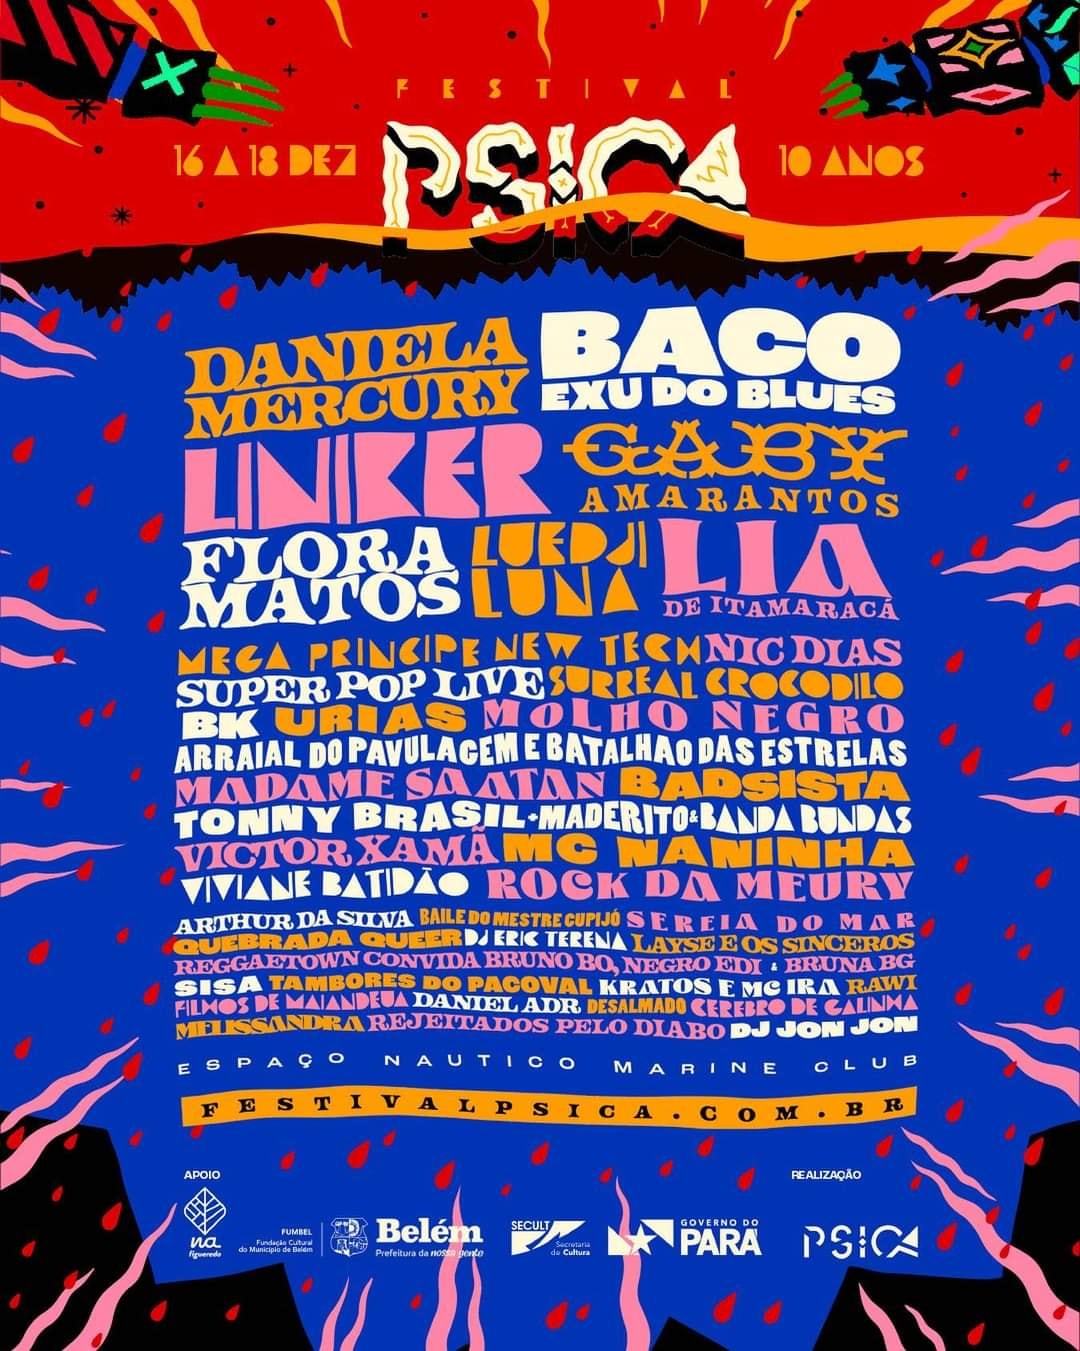 FESTIVAL
16 A 18 DEZ PSICA 10 ANOS
DANIELA MERCURY
BACO EXU DO BLUES
LINIKER
GABY AMARANTOS
FLORA MATOS
LUEDJI LUNA
LIA DE ITAMARACÁ
MEGA PRINCIPE NEW TECH NIC DIAS
SUPER POP LIVE SURREAL CROCODILO
BK URIAS MOLHO NEGRO
ARRAIAL DO PAVULAGEM E BATALHAO DAS ESTRELAS
MADAME SAATAN BADSISTA
TONNY BRASIL + MADERITO & BANDA BUNDAS
VICTOR XAMÃ MC NANINHA
VIVIANE BATIDÃO ROCK DA MEURY
ARTHUR DA SILVA BAILE DO MESTRE CUPIJÓ SEREIA DO MAR
QUEBRADA QUEER DJ ERIC TERENA LAYSE E OS SINCEROS
REGGAETOWN CONVIDA BRUNO BO, NEGRO EDI & BRUNA BG
SISA TAMBORES DO PACOVAL KRATOS E MC IRA RAWI
FILHOS DE MAIANDEUA DANIEL ADR DESALMADO CEREBRO DE GALINHA
MELISSANDRA REJEITADOS PELO DIABO DJ JON JON
ESPAÇO NAUTICO MARINE CLUB
FESTIVALPSICA.COM.BR
APOIO
REALIZAÇÃO
na figueredo
FUMBEL
Fundação Cultural
do Município de Belém
Belém
Prefeitura da nossa gente
SECULT
Secretaria
de Cultura
GOVERNO DO
PARÁ
PSICA